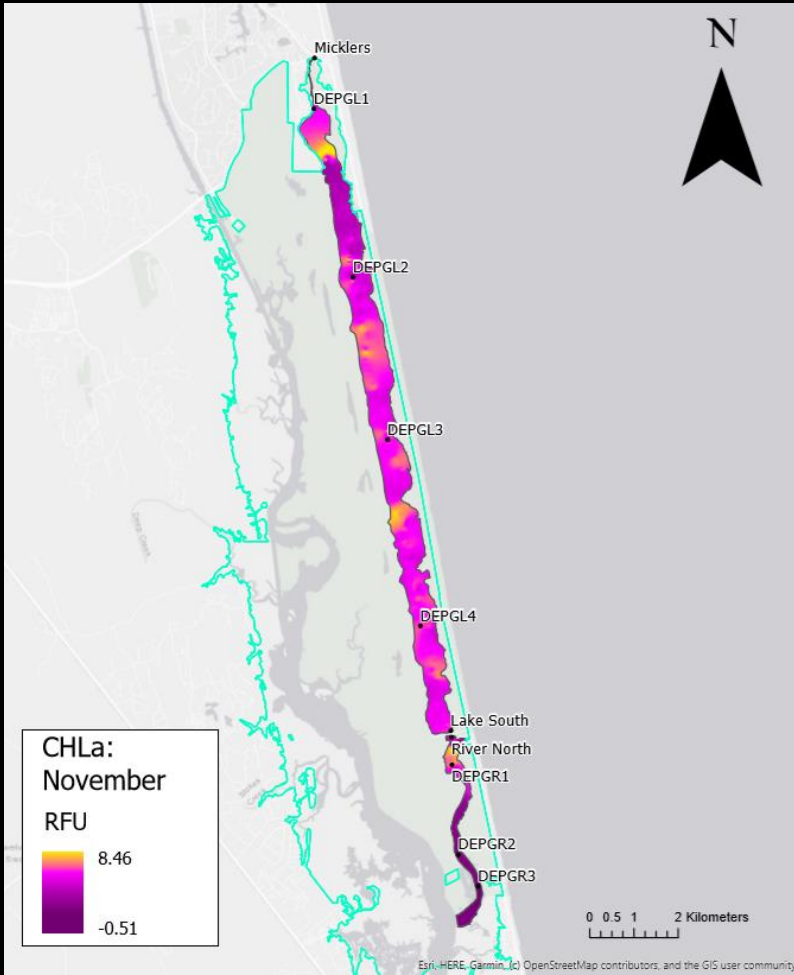 N
Micklers
DEPGL1
DEPGL2
DEPGL3
DEPGL4
Lake South
River North
DEPGR1
DEPGR2
DEPGR3
CHLa:
November
RFU
8.46
-0.51
0 0.5 1 2 Kilometers
Esri, HERE, Garmin, (c) OpenStreetMap contributors, and the GIS user community